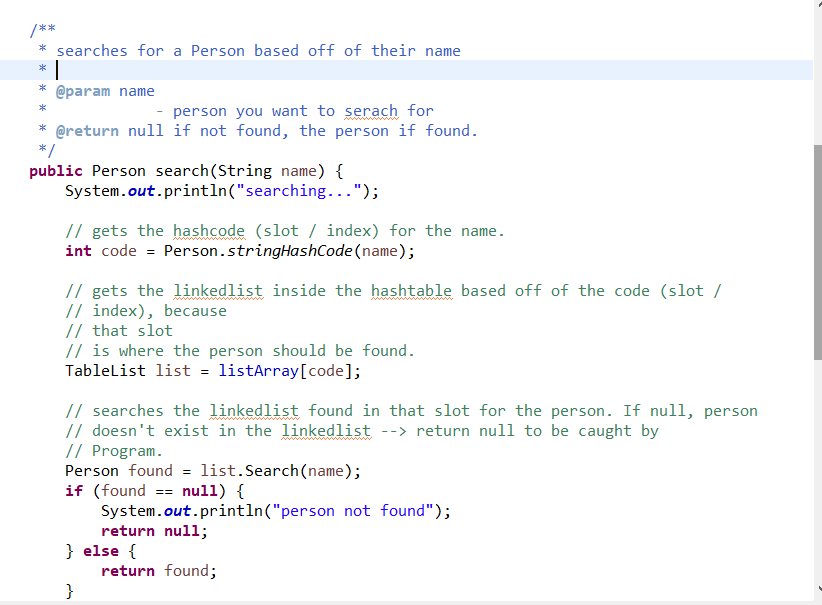 /**
 * searches for a Person based off of their name
 *
 * @param name
 *            - person you want to serach for
 * @return null if not found, the person if found.
 */
public Person search(String name) {
    System.out.println("searching...");

    // gets the hashcode (slot / index) for the name.
    int code = Person.stringHashCode(name);

    // gets the linkedlist inside the hashtable based off of the code (slot /
    // index), because
    // that slot
    // is where the person should be found.
    TableList list = listArray[code];

    // searches the linkedlist found in that slot for the person. If null, person
    // doesn't exist in the linkedlist --> return null to be caught by
    // Program.
    Person found = list.Search(name);
    if (found == null) {
        System.out.println("person not found");
        return null;
    } else {
        return found;
    }